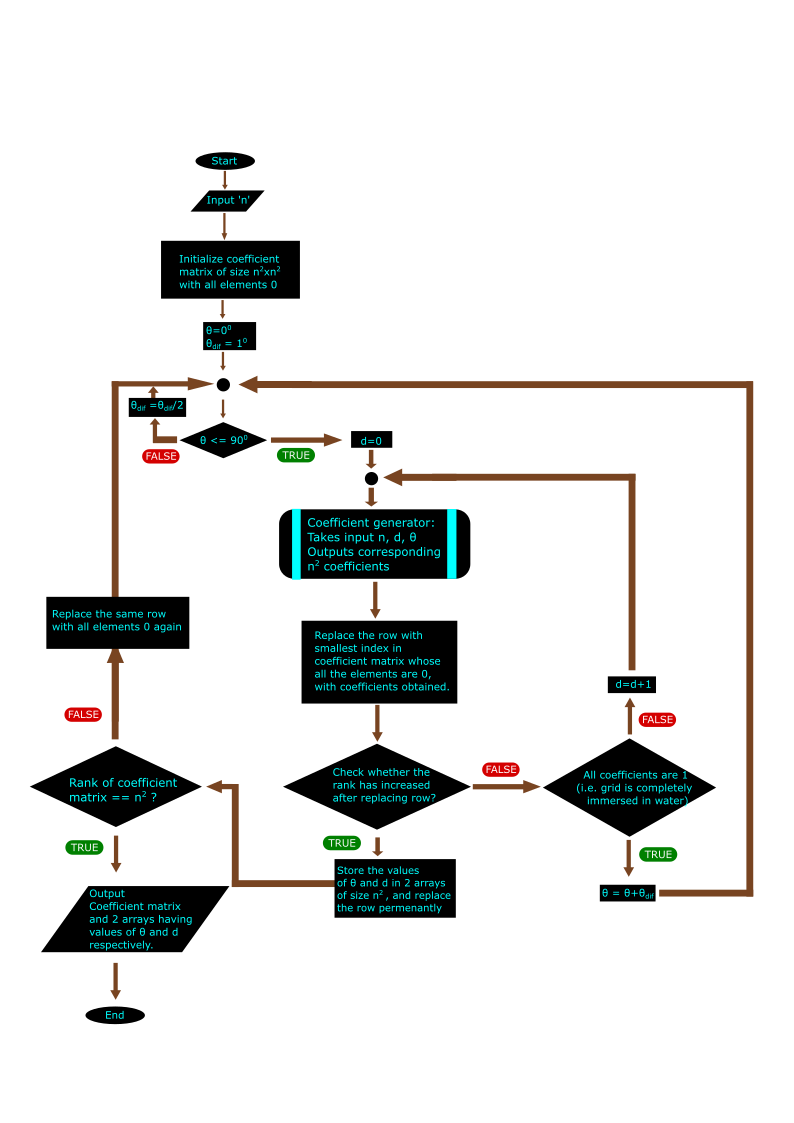 Start
Input 'n'
Initialize coefficient
matrix of size n²xn²
with all elements 0
θ=0⁰
θdif = 1⁰
θdif =θdif/2
θ <= 90⁰
FALSE
TRUE
d=0
Coefficient generator:
Takes input n, d, θ
Outputs corresponding
n² coefficients
Replace the same row
with all elements 0 again
Replace the row with
smallest index in
coefficient matrix whose
all the elements are 0,
with coefficients obtained.
d=d+1
FALSE
FALSE
Rank of coefficient
matrix == n² ?
Check whether the
rank has increased
after replacing row?
FALSE
All coefficients are 1
(i.e. grid is completely
immersed in water)
TRUE
TRUE
TRUE
Store the values
of θ and d in 2 arrays
of size n² , and replace
the row permenantly
θ = θ+θdif
Output
Coefficient matrix
and 2 arrays having
values of θ and d
respectively.
End